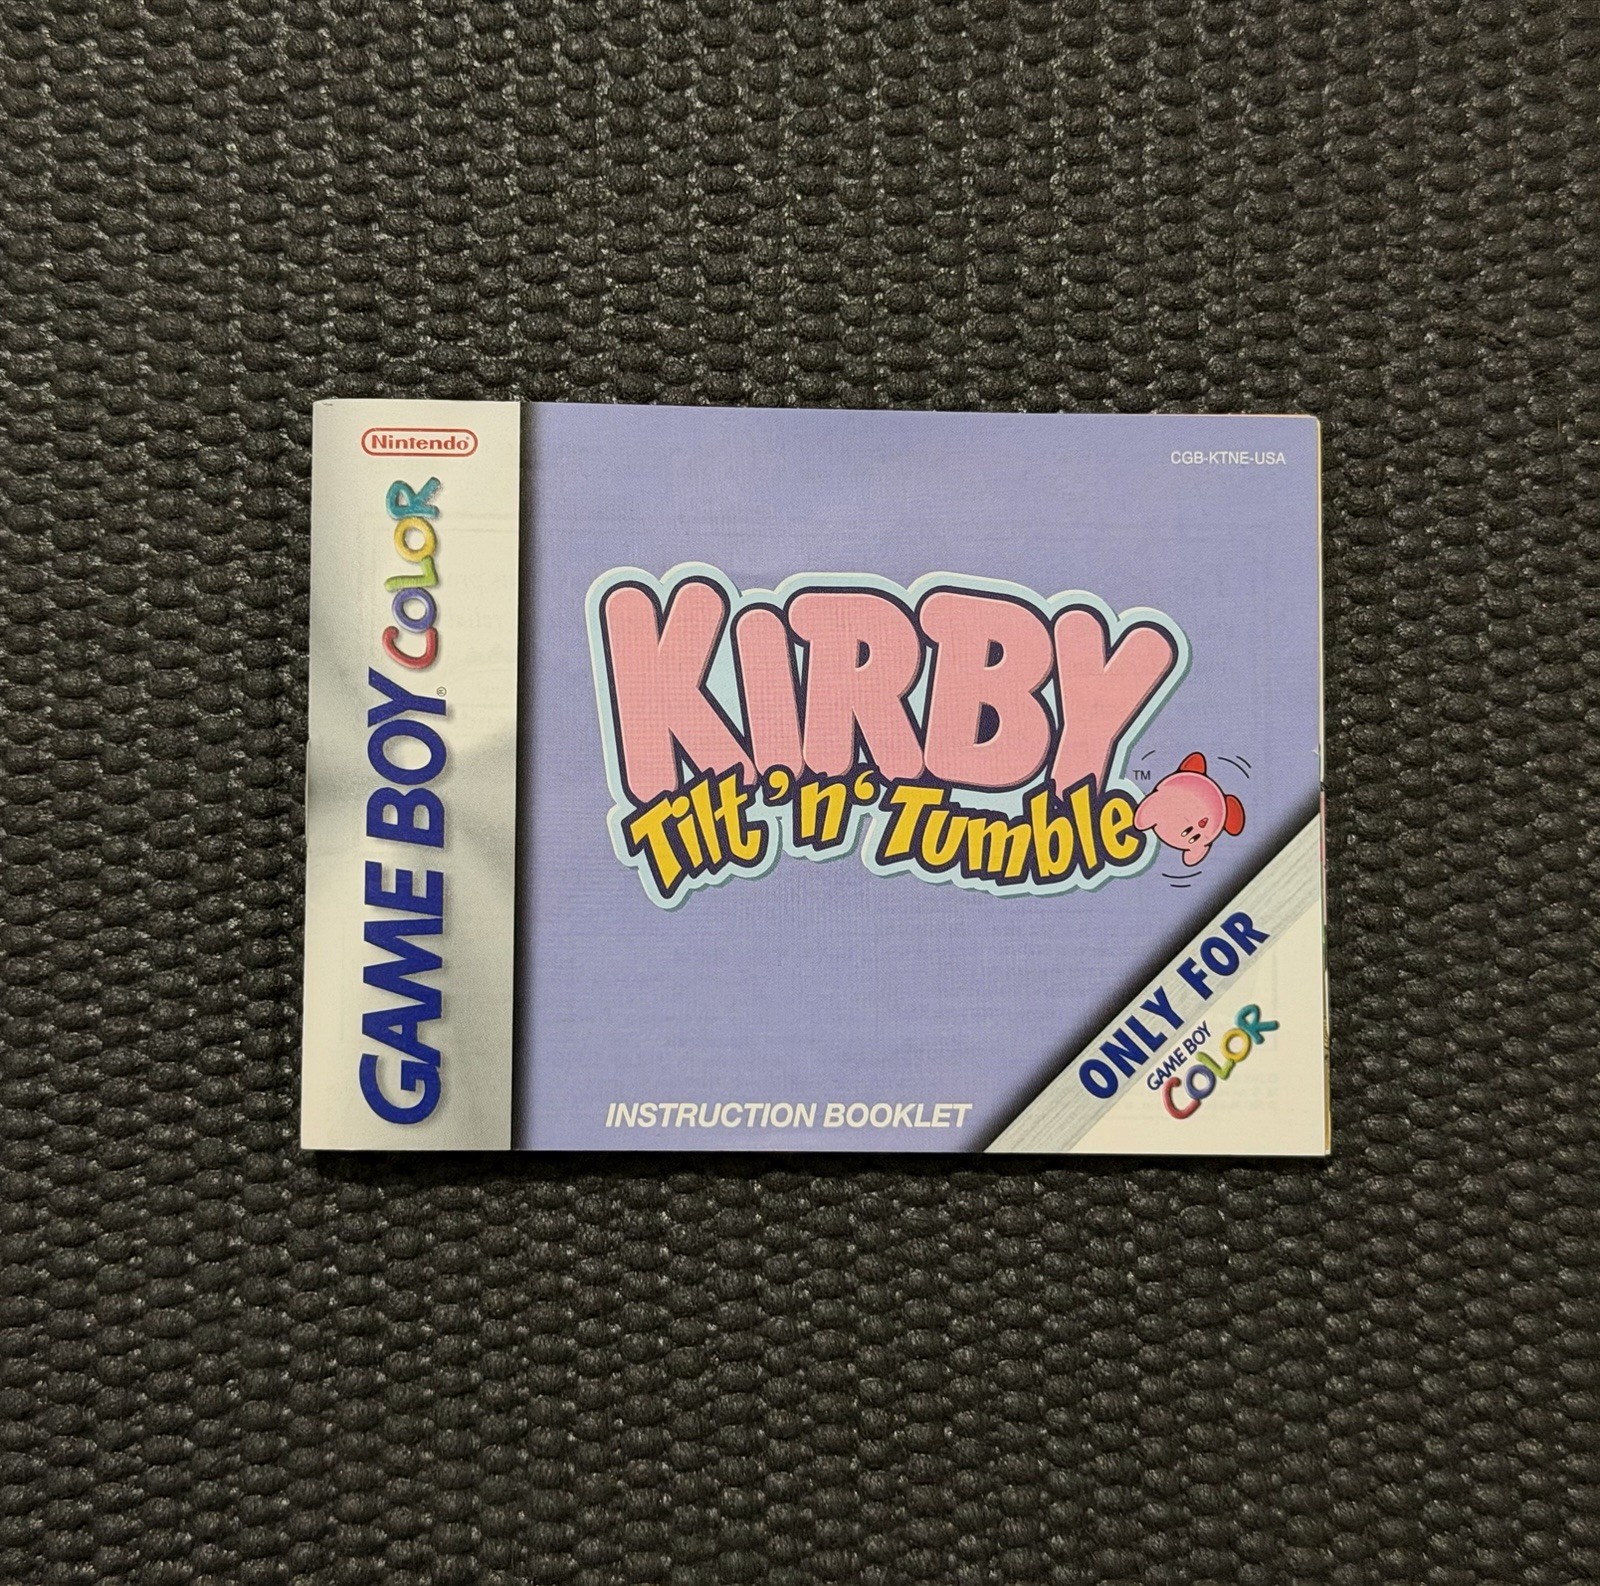 Nintendo®
GAME BOY® COLOR
CGB-KTNE-USA
KIRBY
Tilt 'n' Tumble™
ONLY FOR
GAME BOY
COLOR
INSTRUCTION BOOKLET